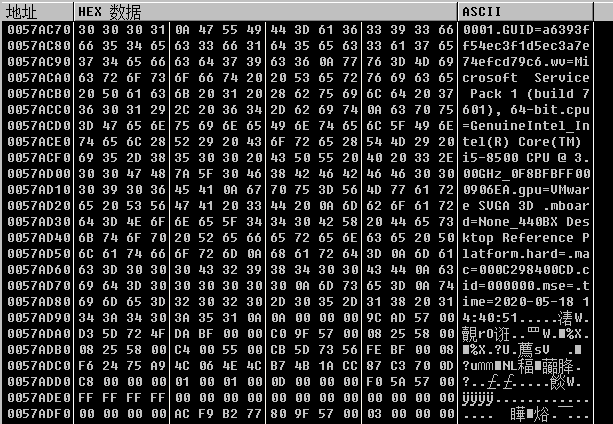 地址 HEX 数据 ASCII
0057AC70 30 30 30 31 0A 47 55 49 44 3D 61 36 33 39 33 66 0001.GUID=a6393f
0057AC80 66 35 34 65 63 33 66 31 64 35 65 63 33 61 37 65 f54ec3f1d5ec3a7e
0057AC90 37 34 65 66 63 64 37 39 63 36 0A 77 76 3D 4D 69 74efcd79c6.wv=Mi
0057ACA0 63 72 6F 73 6F 66 74 20 20 53 65 72 76 69 63 65 crosoft  Service
0057ACB0 20 50 61 63 6B 20 31 20 28 62 75 69 6C 64 20 37  Pack 1 (build 7
0057ACC0 36 30 31 29 2C 20 36 34 2D 62 69 74 0A 63 70 75 601), 64-bit.cpu
0057ACD0 3D 47 65 6E 75 69 6E 65 49 6E 74 65 6C 5F 49 6E =GenuineIntel_In
0057ACE0 74 65 6C 28 52 29 20 43 6F 72 65 28 54 4D 29 20 tel(R) Core(TM)
0057ACF0 69 35 2D 38 35 30 30 20 43 50 55 20 40 20 33 2E i5-8500 CPU @ 3.
0057AD00 30 30 47 48 7A 5F 30 46 38 42 46 42 46 46 30 30 00GHz_0F8BFBFF00
0057AD10 30 39 30 36 45 41 0A 67 70 75 3D 56 4D 77 61 72 0906EA.gpu=VMwar
0057AD20 65 20 53 56 47 41 20 33 44 20 0A 6D 62 6F 61 72 e SVGA 3D .mboar
0057AD30 64 3D 4E 6F 6E 65 5F 34 34 30 42 58 20 44 65 73 d=None_440BX Des
0057AD40 6B 74 6F 70 20 52 65 66 65 72 65 6E 63 65 20 50 ktop Reference P
0057AD50 6C 61 74 66 6F 72 6D 0A 68 61 72 64 3D 0A 6D 61 latform.hard=.ma
0057AD60 63 3D 30 30 30 43 32 39 38 34 30 30 43 44 0A 63 c=000C298400CD.c
0057AD70 69 64 3D 30 30 30 30 30 30 0A 6D 73 65 3D 0A 74 id=000000.mse=.t
0057AD80 69 6D 65 3D 32 30 32 30 2D 30 35 2D 31 38 20 31 ime=2020-05-18 1
0057AD90 34 3A 34 30 3A 35 31 0A 0A 00 00 00 9C AD 57 00 4:40:51.....
0057ADA0 D3 5D 72 4F DA BF 00 00 C0 9F 57 00 08 25 58 00
0057ADB0 08 25 58 00 C4 00 55 00 CB 5D 73 56 FE BF 00 08
0057ADC0 F6 24 75 A9 4C 06 4E 4C B7 4B 1A CC 87 C3 70 0D
0057ADD0 C8 00 00 00 01 00 01 00 0D 00 00 00 F0 5A 57 00
0057ADE0 FF FF FF FF 00 00 00 00 00 00 00 00 00 00 00 00 ÿÿÿÿ............
0057ADF0 00 00 00 00 AC F9 B2 77 80 9F 57 00 03 00 00 00